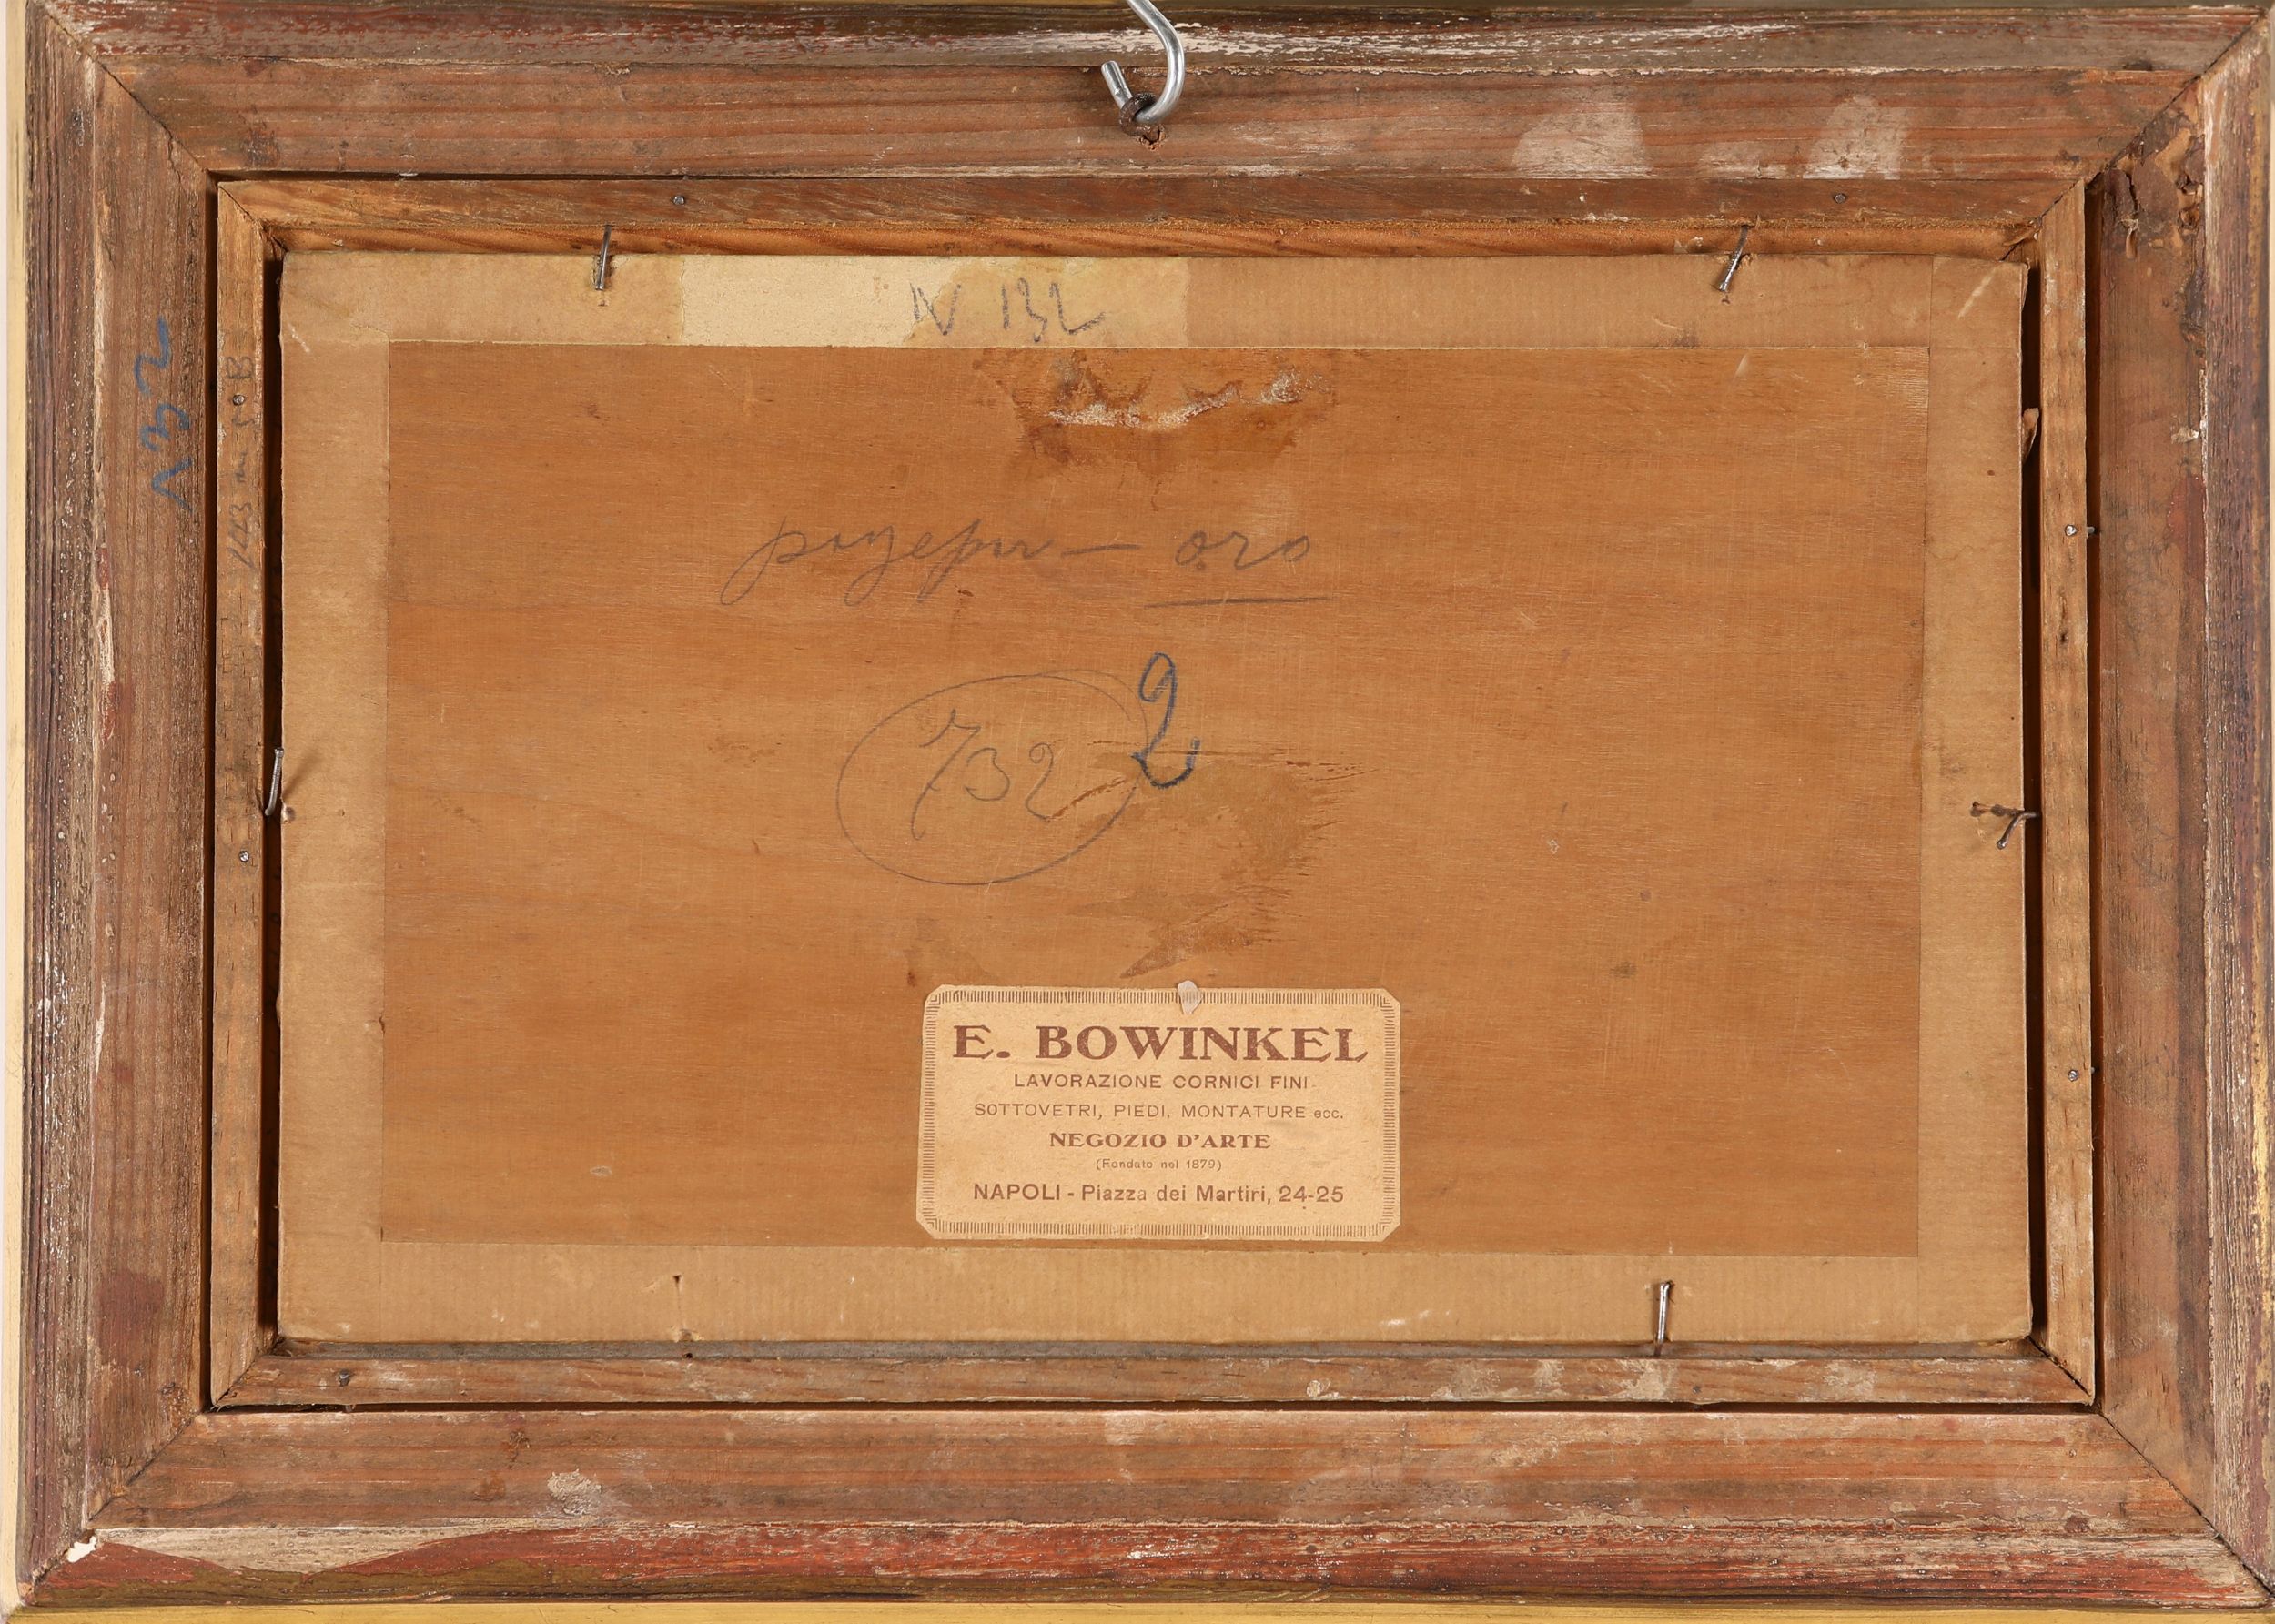 N 132
oro
732
2
E. BOWINKEL
LAVORAZIONE CORNICI FINI
SOTTOVETRI, PIEDI, MONTATURE ecc.
NEGOZIO D'ARTE
(Fondato nel 1879)
NAPOLI - Piazza dei Martiri, 24-25